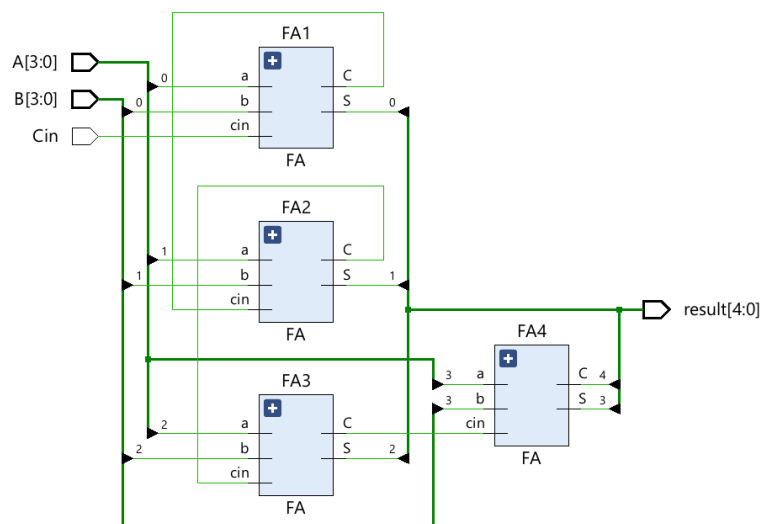 FA1
A[3:0]
0 a C
B[3:0]
0 b S 0
Cin
cin
FA
FA2
1 a C
1 b S 1
cin
result[4:0]
FA
FA4
3 a C 4
FA3
3 b S 3
2 a C
cin
2 b S 2
FA
cin
FA